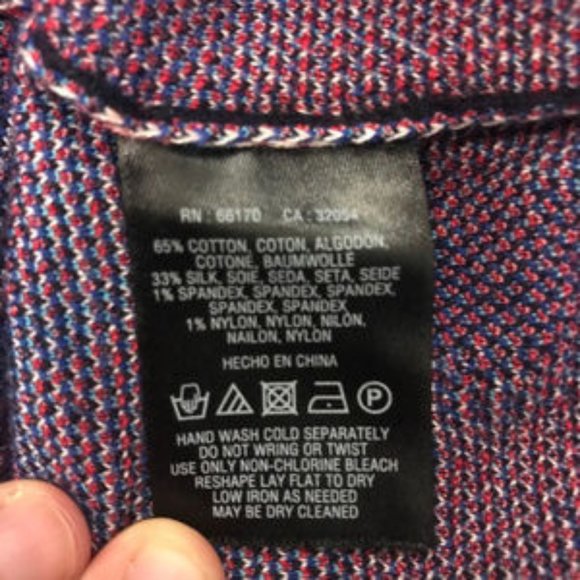 RN : 66170 CA : 32054
65% COTTON, COTON, ALGODON,
COTONE, BAUMWOLLE
33% SILK, SOIE, SEDA, SETA, SEIDE
1% SPANDEX, SPANDEX, SPANDEX,
SPANDEX, SPANDEX
1% NYLON, NYLON, NILÓN,
NAILON, NYLON
HECHO EN CHINA
P
HAND WASH COLD SEPARATELY
DO NOT WRING OR TWIST
USE ONLY NON-CHLORINE BLEACH
RESHAPE LAY FLAT TO DRY
LOW IRON AS NEEDED
MAY BE DRY CLEANED